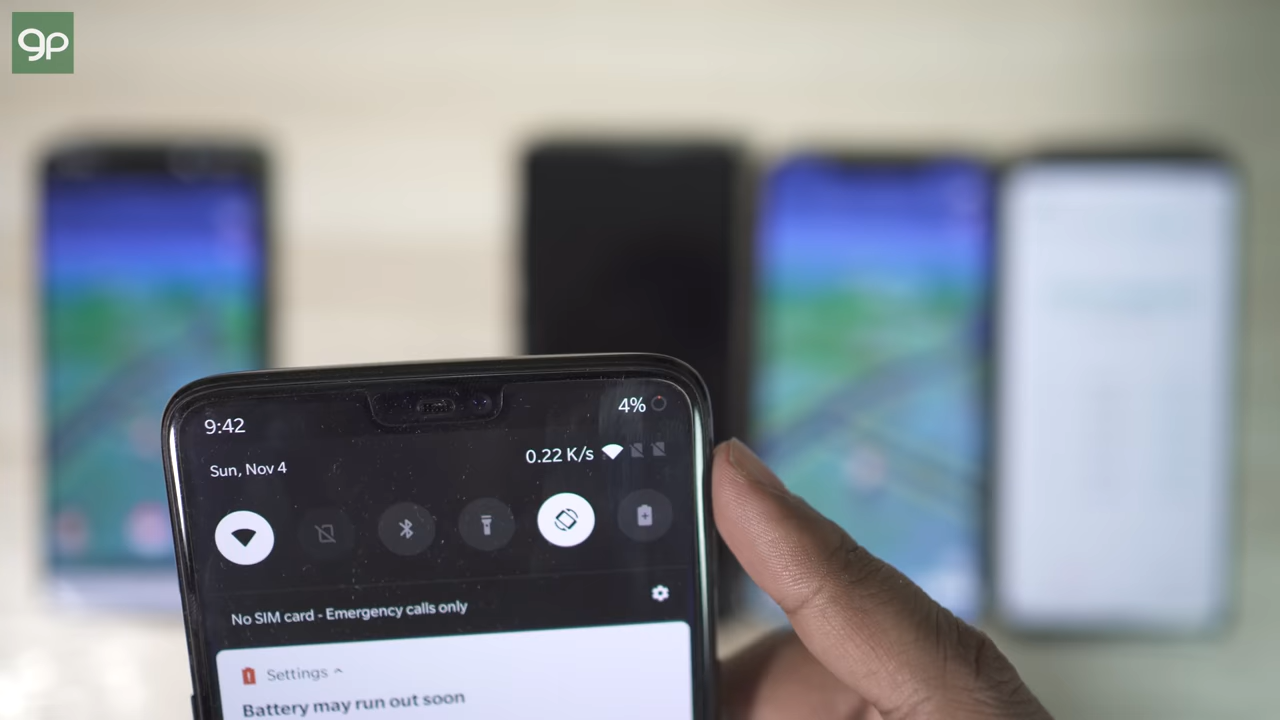 gp
9:42
4%
Sun, Nov 4
0.22 K/s
No SIM card - Emergency calls only
Settings
Battery may run out soon